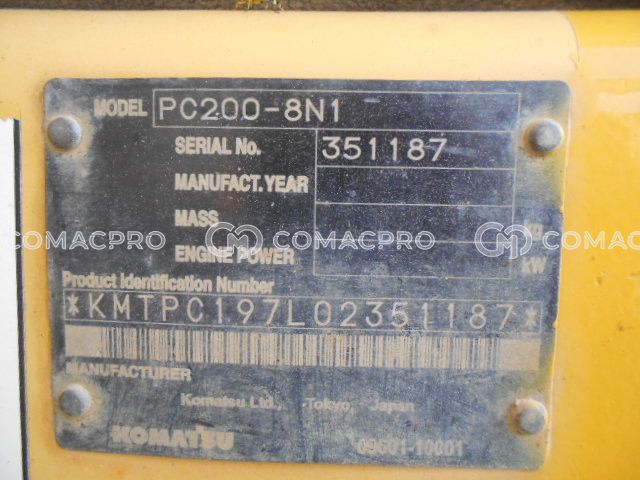 MODEL PC200-8N1
SERIAL No. 351187
MANUFACT. YEAR
MASS kg
COMACPRO COMACPRO COMACPRO
ENGINE POWER kW
Product Identification Number
*KMTPC197L02351187*
MANUFACTURER
Komatsu Ltd., Tokyo, Japan
KOMATSU 09601-10001